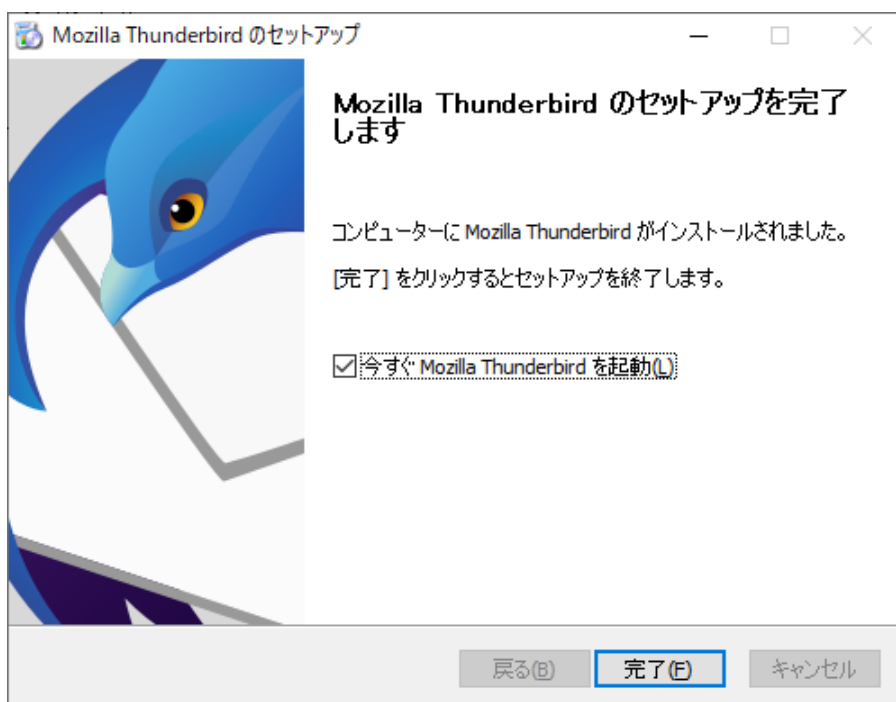 Mozilla Thunderbird のセットアップ
Mozilla Thunderbird のセットアップを完了
します
コンピューターに Mozilla Thunderbird がインストールされました。
[完了] をクリックするとセットアップを終了します。
今すぐ Mozilla Thunderbird を起動(L)
戻る(B) 完了(F) キャンセル